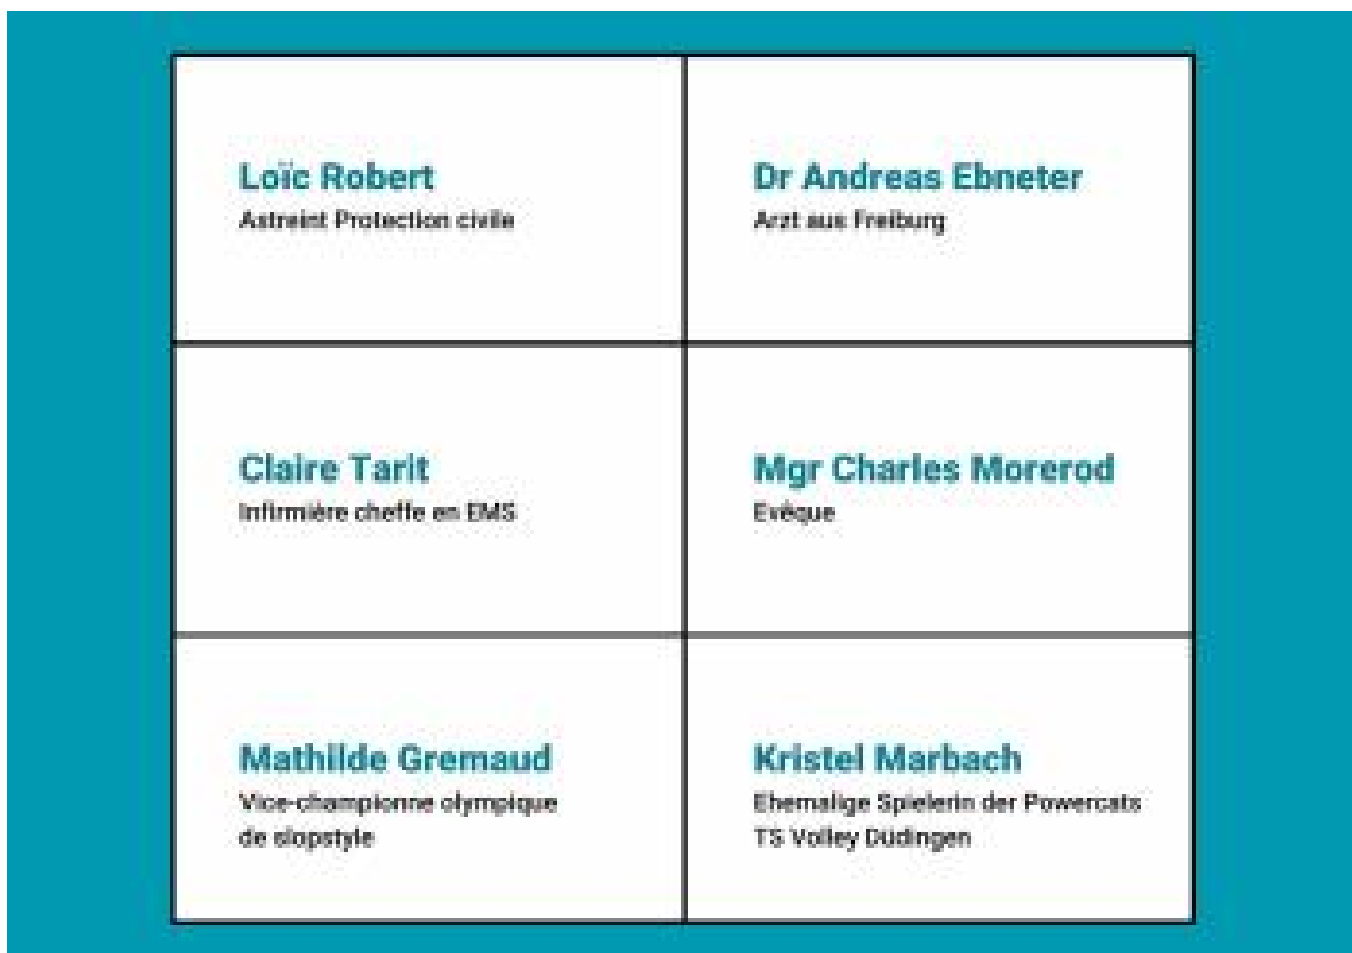 Loïc Robert
Astreint Protection civile
Dr Andreas Ebneter
Arzt aus Freiburg
Claire Tarit
Infirmière cheffe en EMS
Mgr Charles Morerod
Evêque
Mathilde Gremaud
Vice-championne olympique
de slopstyle
Kristel Marbach
Ehemalige Spielerin der Powercats
TS Volley Düdingen